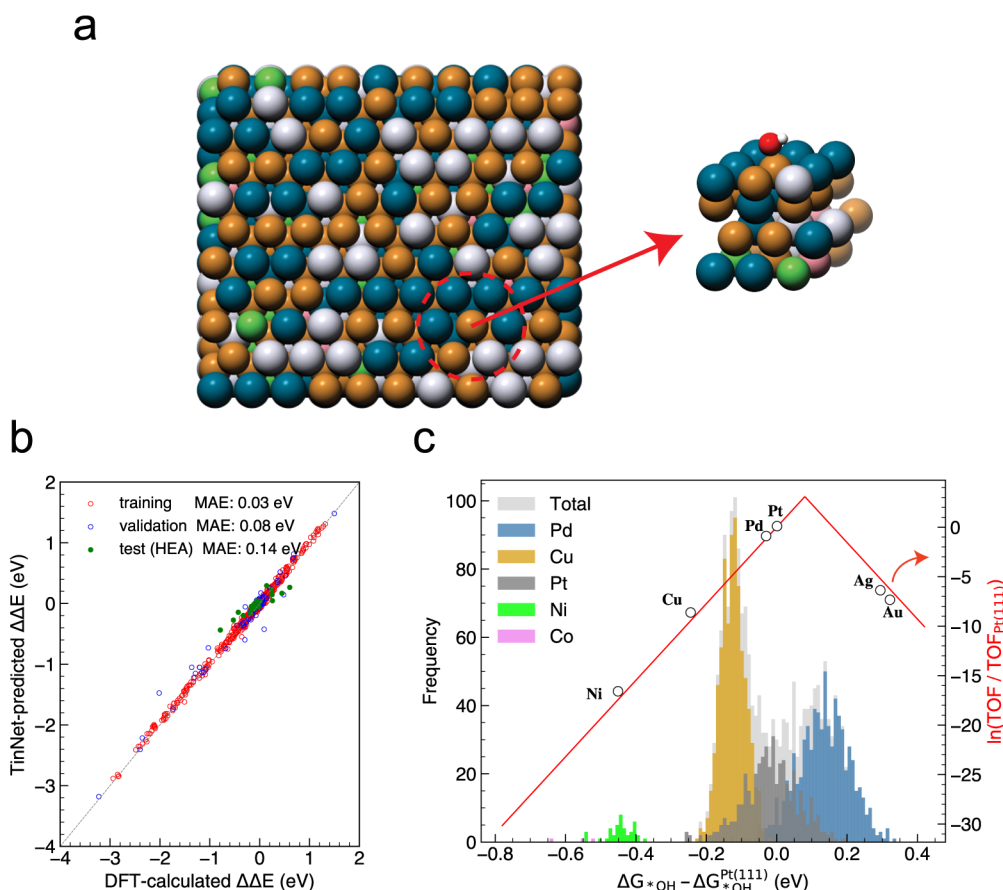 a
b
TinNet-predicted ΔΔE (eV)
2
1
0
−1
−2
−3
−4
training MAE: 0.03 eV
validation MAE: 0.08 eV
test (HEA) MAE: 0.14 eV
−4 −3 −2 −1 0 1 2
DFT-calculated ΔΔE (eV)
c
Frequency
100
80
60
40
20
0
Total
Pd
Cu
Pt
Ni
Co
Ni
Cu
Pd
Pt
Ag
Au
−0.8 −0.6 −0.4 −0.2 0.0 0.2 0.4
ΔG*OH − ΔG*OH^Pt(111) (eV)
0
−5
−10
−15
−20
−25
−30
ln(TOF / TOFPt(111))